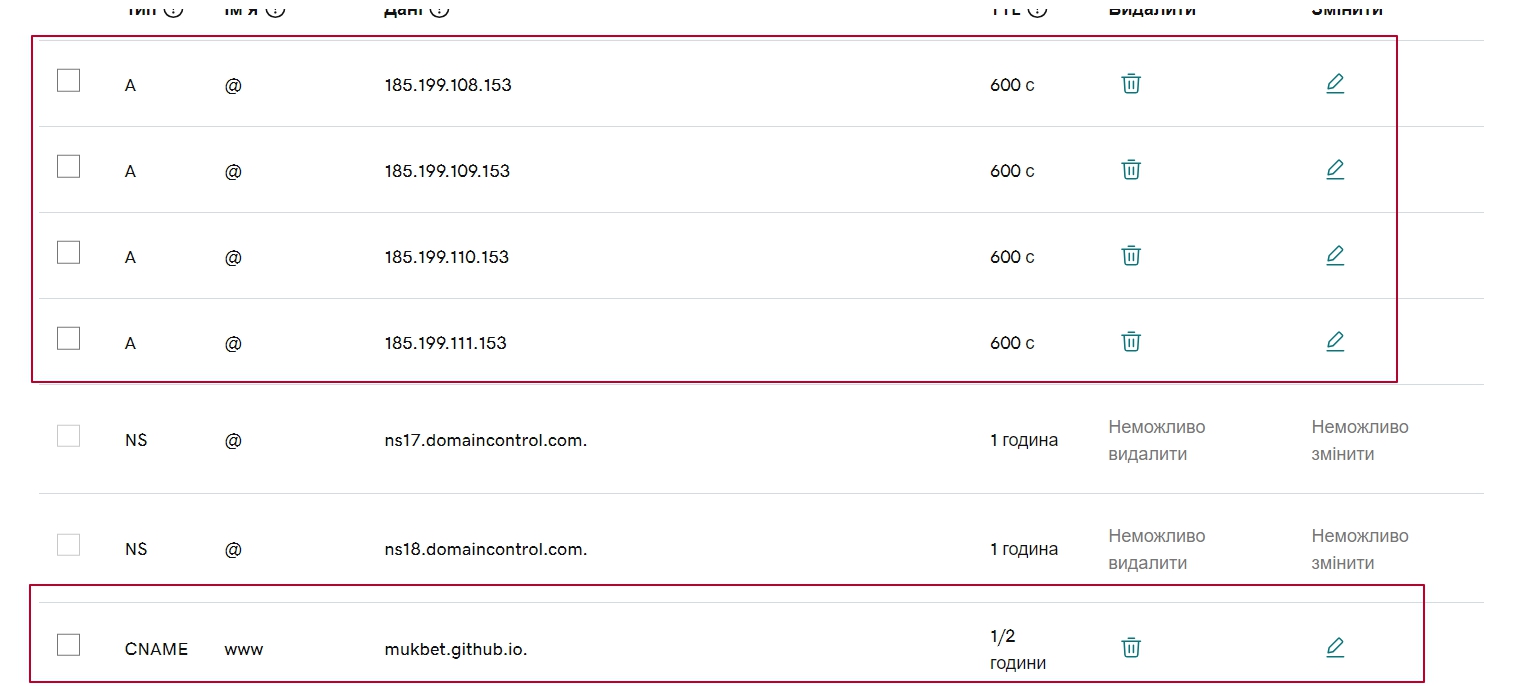 Тип Ім'я Дані TTL Видалити Змінити
A @ 185.199.108.153 600 с
A @ 185.199.109.153 600 с
A @ 185.199.110.153 600 с
A @ 185.199.111.153 600 с
NS @ ns17.domaincontrol.com. 1 година Неможливо видалити Неможливо змінити
NS @ ns18.domaincontrol.com. 1 година Неможливо видалити Неможливо змінити
CNAME www mukbet.github.io. 1/2 години